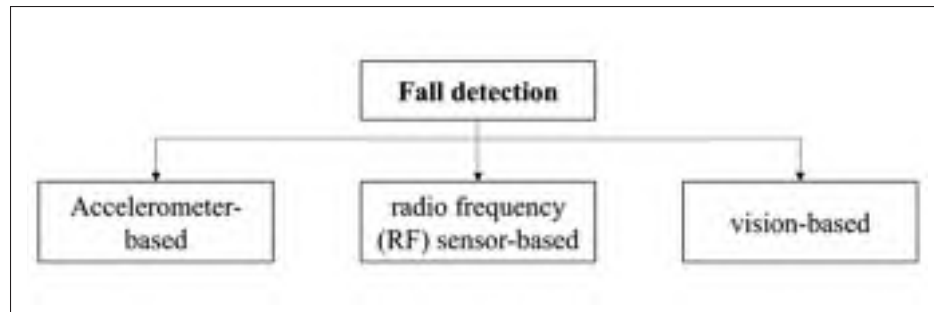 Fall detection
Accelerometer-
based
radio frequency
(RF) sensor-based
vision-based